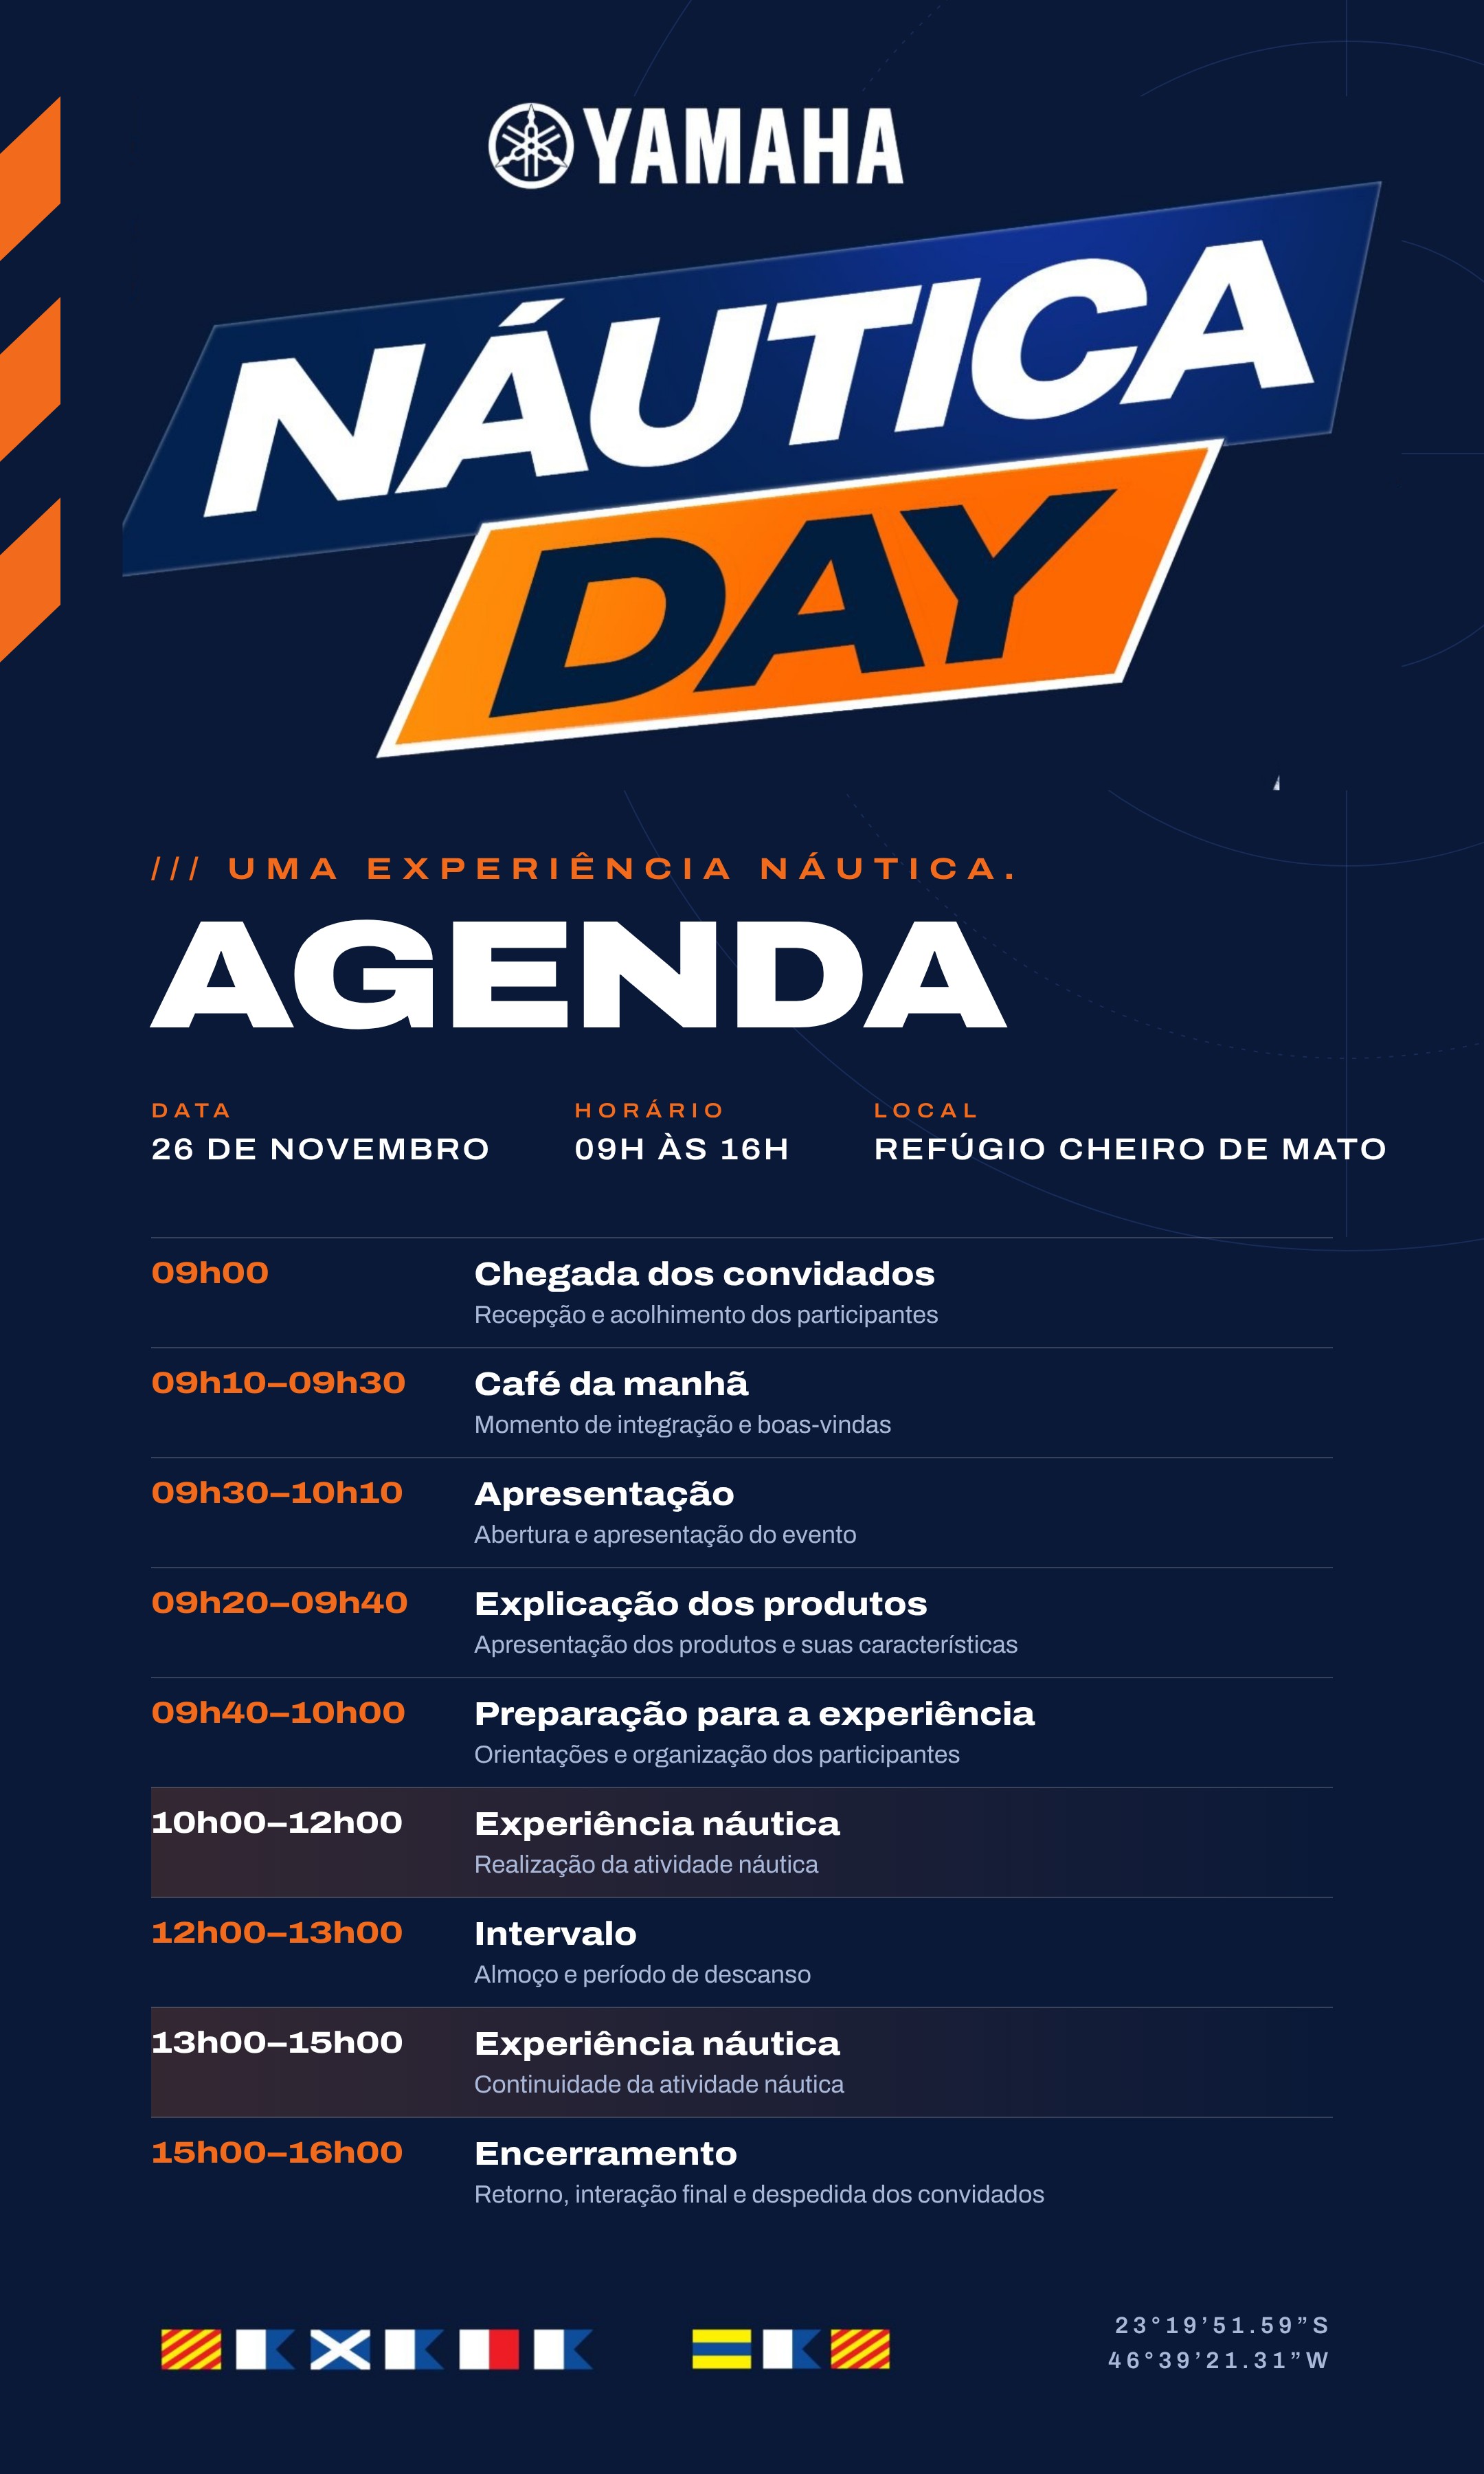 YAMAHA
NÁUTICA
DAY
/// UMA EXPERIÊNCIA NÁUTICA.
AGENDA
DATA
26 DE NOVEMBRO
HORÁRIO
09H ÀS 16H
LOCAL
REFÚGIO CHEIRO DE MATO
09h00
Chegada dos convidados
Recepção e acolhimento dos participantes
09h10–09h30
Café da manhã
Momento de integração e boas-vindas
09h30–10h10
Apresentação
Abertura e apresentação do evento
09h20–09h40
Explicação dos produtos
Apresentação dos produtos e suas características
09h40–10h00
Preparação para a experiência
Orientações e organização dos participantes
10h00–12h00
Experiência náutica
Realização da atividade náutica
12h00–13h00
Intervalo
Almoço e período de descanso
13h00–15h00
Experiência náutica
Continuidade da atividade náutica
15h00–16h00
Encerramento
Retorno, interação final e despedida dos convidados
23°19’51.59”S
46°39’21.31”W